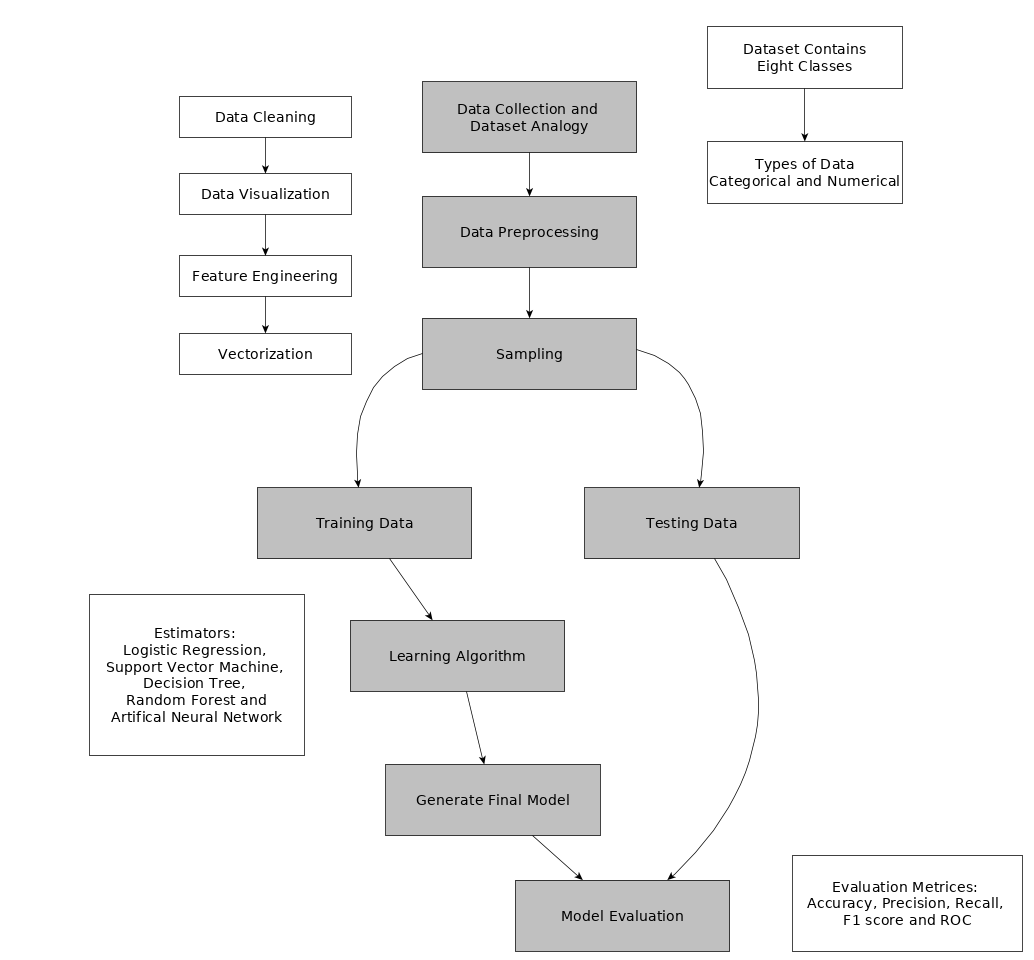 Dataset Contains
Eight Classes
Data Collection and
Dataset Analogy
Data Cleaning
Types of Data
Categorical and Numerical
Data Visualization
Data Preprocessing
Feature Engineering
Vectorization
Sampling
Training Data
Testing Data
Estimators:
Logistic Regression,
Support Vector Machine,
Decision Tree,
Random Forest and
Artifical Neural Network
Learning Algorithm
Generate Final Model
Model Evaluation
Evaluation Metrices:
Accuracy, Precision, Recall,
F1 score and ROC